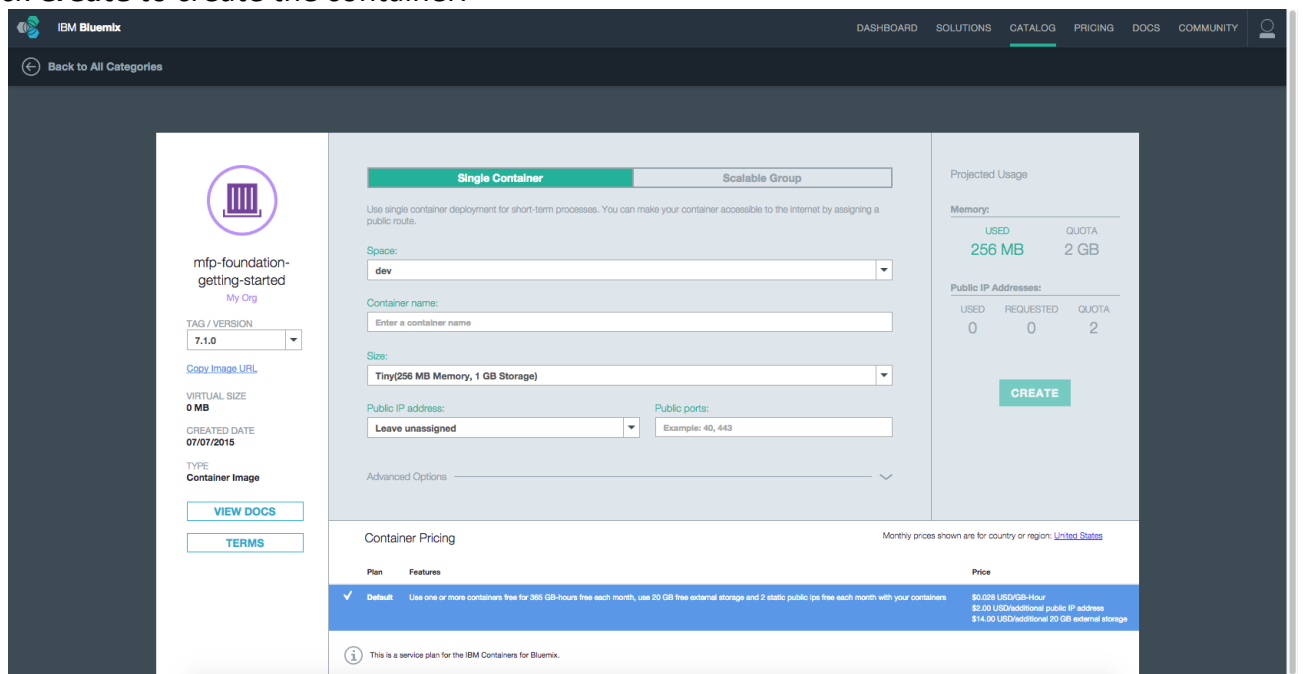 Create to create the container.
IBM Bluemix
DASHBOARD SOLUTIONS CATALOG PRICING DOCS COMMUNITY
Back to All Categories
mfp-foundation-
getting-started
My Org
TAG / VERSION
7.1.0
Copy Image URL
VIRTUAL SIZE
0 MB
CREATED DATE
07/07/2015
TYPE
Container Image
VIEW DOCS
TERMS
Single Container
Scalable Group
Use single container deployment for short-term processes. You can make your container accessible to the internet by assigning a
public route.
Space:
dev
Container name:
Enter a container name
Size:
Tiny(256 MB Memory, 1 GB Storage)
Public IP address:
Leave unassigned
Public ports:
Example: 40, 443
Advanced Options
Projected Usage
Memory:
USED QUOTA
256 MB 2 GB
Public IP Addresses:
USED REQUESTED QUOTA
0 0 2
CREATE
Container Pricing
Monthly prices shown are for country or region: United States
Plan Features Price
Default Use one or more containers free for 365 GB-hours free each month, use 20 GB free external storage and 2 static public ips free each month with your containers
$0.028 USD/GB-Hour
$2.00 USD/additional public IP address
$14.00 USD/additional 20 GB external storage
This is a service plan for the IBM Containers for Bluemix.